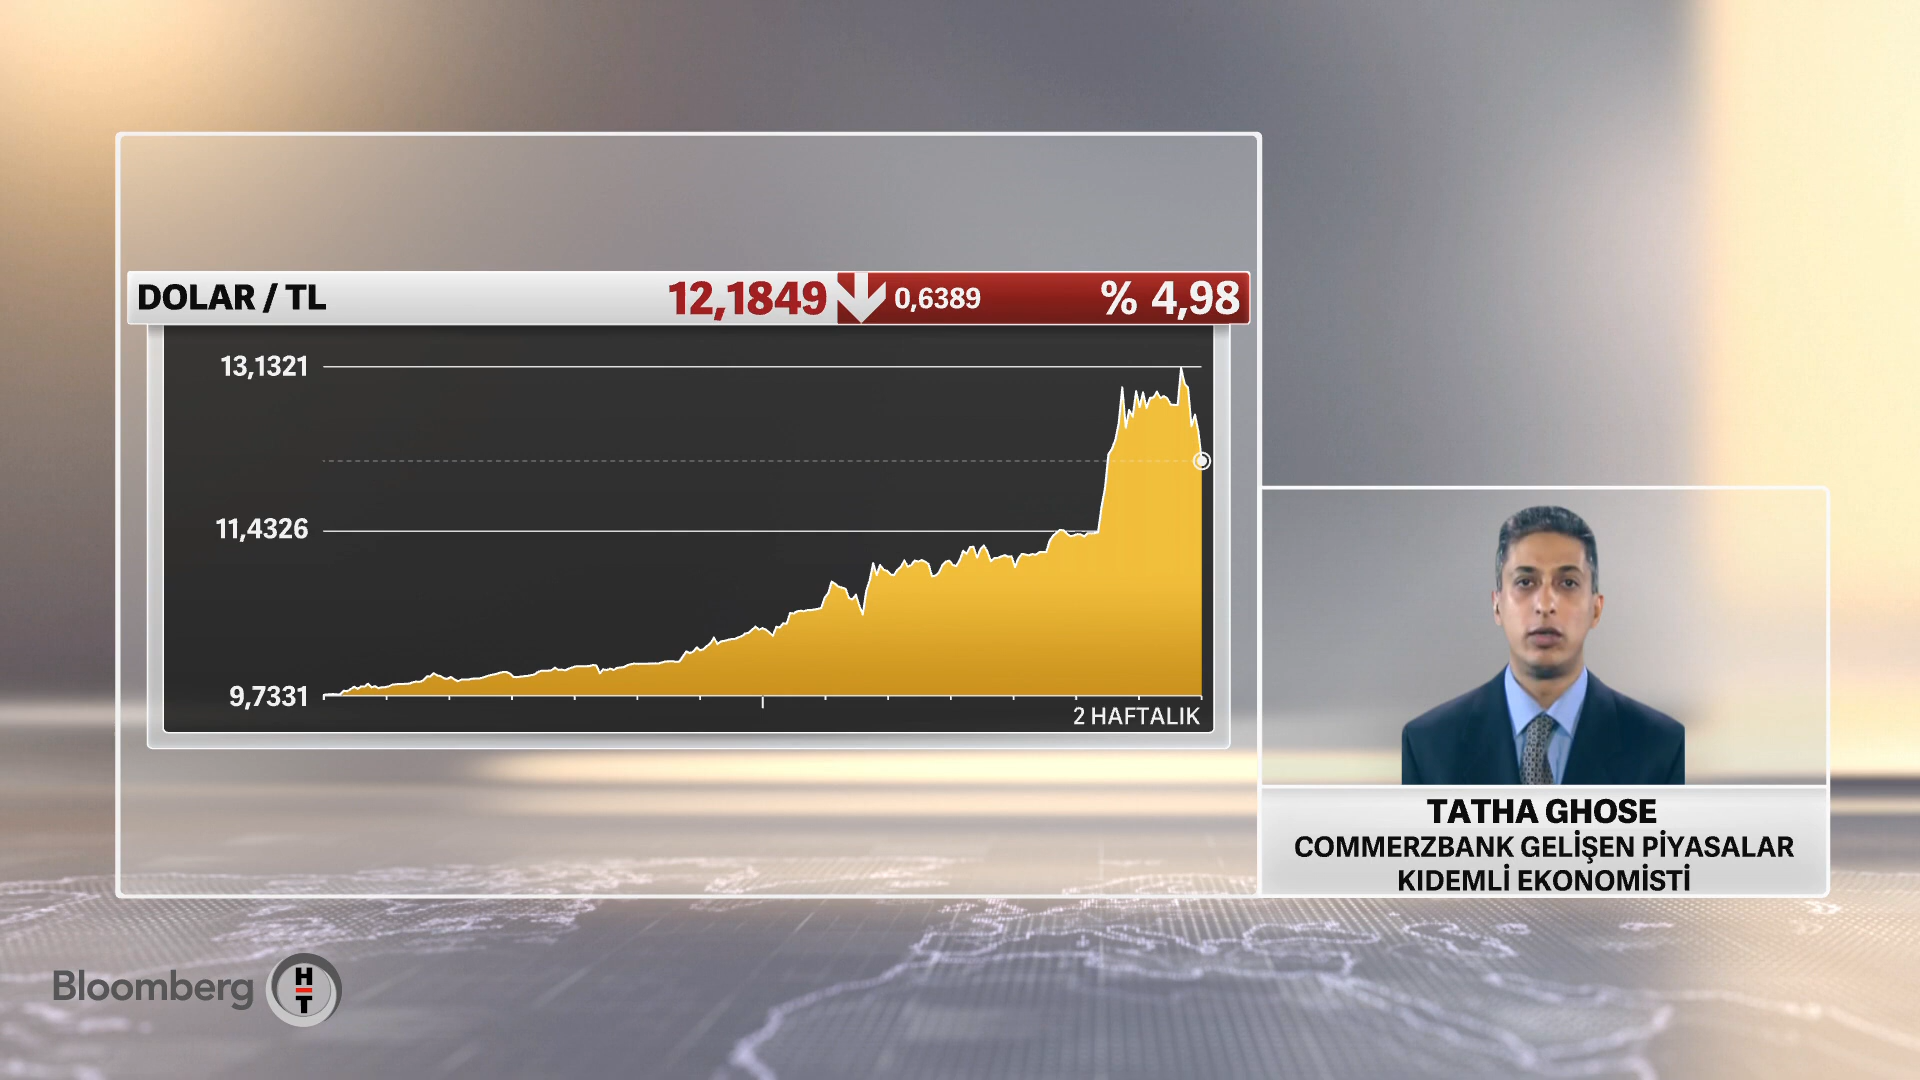 DOLAR / TL 12,1849 0,6389 % 4,98
13,1321
11,4326
9,7331
2 HAFTALIK
TATHA GHOSE
COMMERZBANK GELİŞEN PİYASALAR
KIDEMLİ EKONOMİSTİ
Bloomberg HT